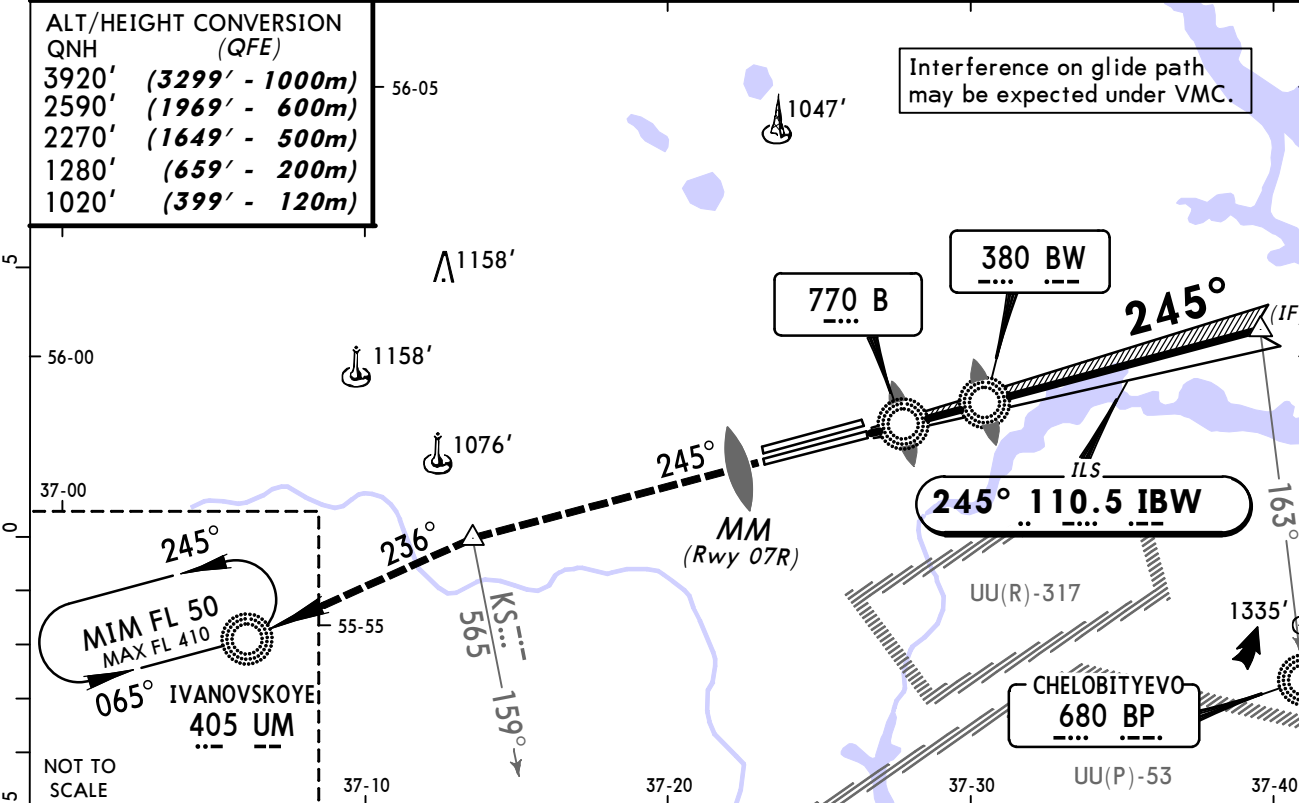 ALT/HEIGHT CONVERSION
QNH (QFE)
3920' (3299' - 1000m)
2590' (1969' - 600m)
2270' (1649' - 500m)
1280' (659' - 200m)
1020' (399' - 120m)
56-05
1047'
Interference on glide path
may be expected under VMC.
5
1158'
380 BW
770 B
245°
(IF
56-00
1158'
1076'
245°
ILS
245° 110.5 IBW
163°
37-00
0
MM
(Rwy 07R)
236°
245°
MIM FL 50
MAX FL 410
065°
55-55
KS
565
159°
UU(R)-317
1335'
IVANOVSKOYE
405 UM
CHELOBITYEVO
680 BP
UU(P)-53
NOT TO
SCALE
5
37-10
37-20
37-30
37-40